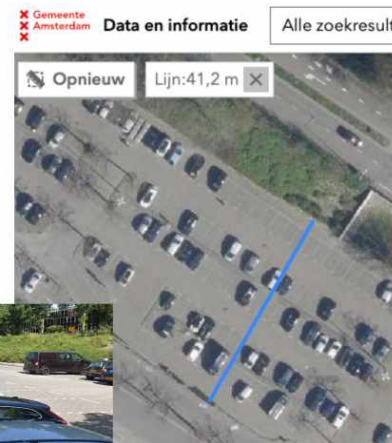 Gemeente
Amsterdam
Data en informatie
Alle zoekresult
Opnieuw
Lijn:41,2 m